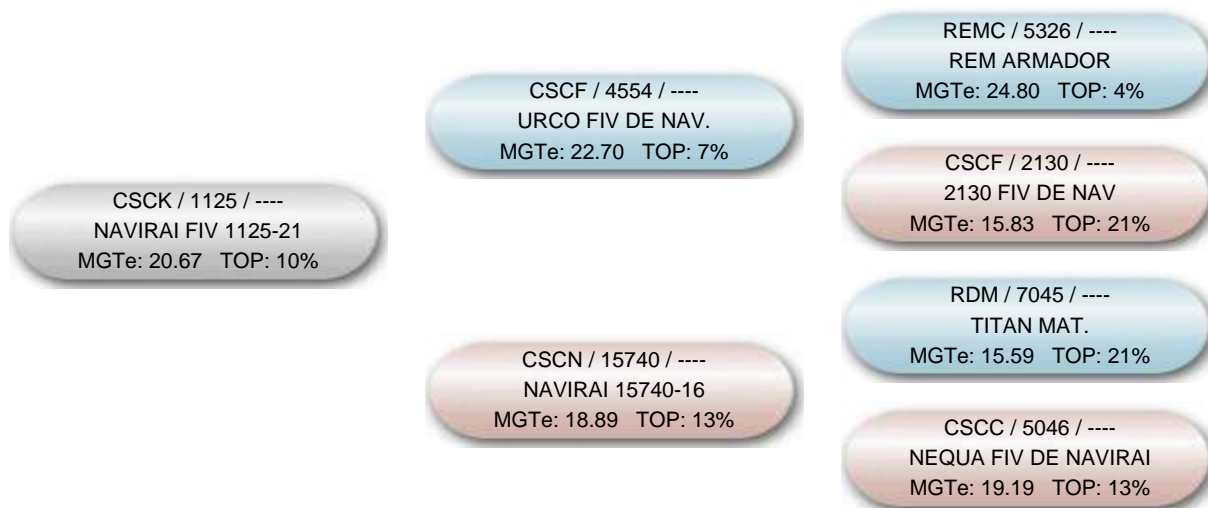 REMC / 5326 / ----
REM ARMADOR
MGTe: 24.80 TOP: 4%
CSCF / 4554 / ----
URCO FIV DE NAV.
MGTe: 22.70 TOP: 7%
CSCF / 2130 / ----
2130 FIV DE NAV
MGTe: 15.83 TOP: 21%
CSCK / 1125 / ----
NAVIRAI FIV 1125-21
MGTe: 20.67 TOP: 10%
RDM / 7045 / ----
TITAN MAT.
MGTe: 15.59 TOP: 21%
CSCN / 15740 / ----
NAVIRAI 15740-16
MGTe: 18.89 TOP: 13%
CSCC / 5046 / ----
NEQUA FIV DE NAVIRAI
MGTe: 19.19 TOP: 13%